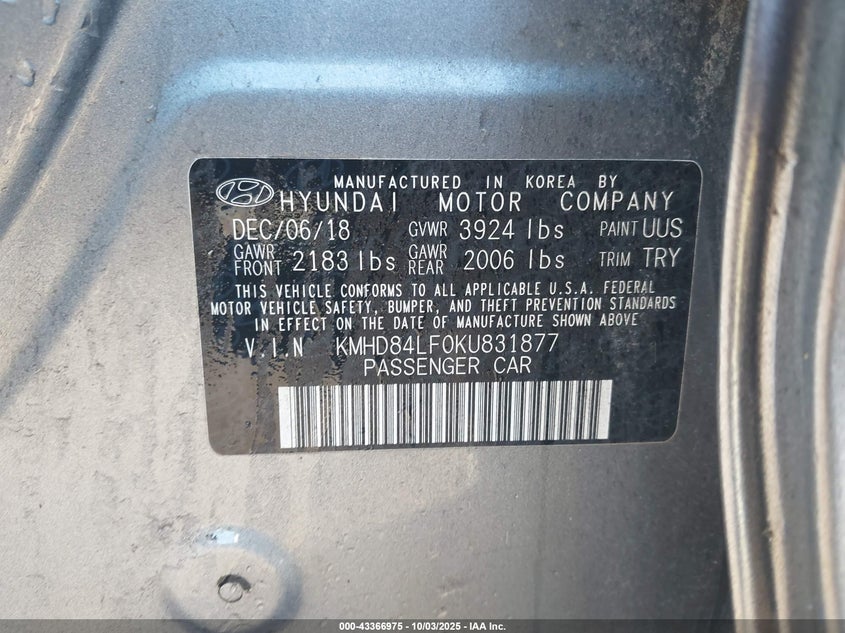 MANUFACTURED IN KOREA BY
HYUNDAI MOTOR COMPANY
DEC/06/18 GVWR 3924 lbs PAINT UUS
GAWR FRONT 2183 lbs GAWR REAR 2006 lbs TRIM TRY
THIS VEHICLE CONFORMS TO ALL APPLICABLE U.S.A. FEDERAL
MOTOR VEHICLE SAFETY, BUMPER, AND THEFT PREVENTION STANDARDS
IN EFFECT ON THE DATE OF MANUFACTURE SHOWN ABOVE
V.I.N KMHD84LF0KU831877
PASSENGER CAR
9
000-43366975 - 10/03/2025 - IAA Inc.